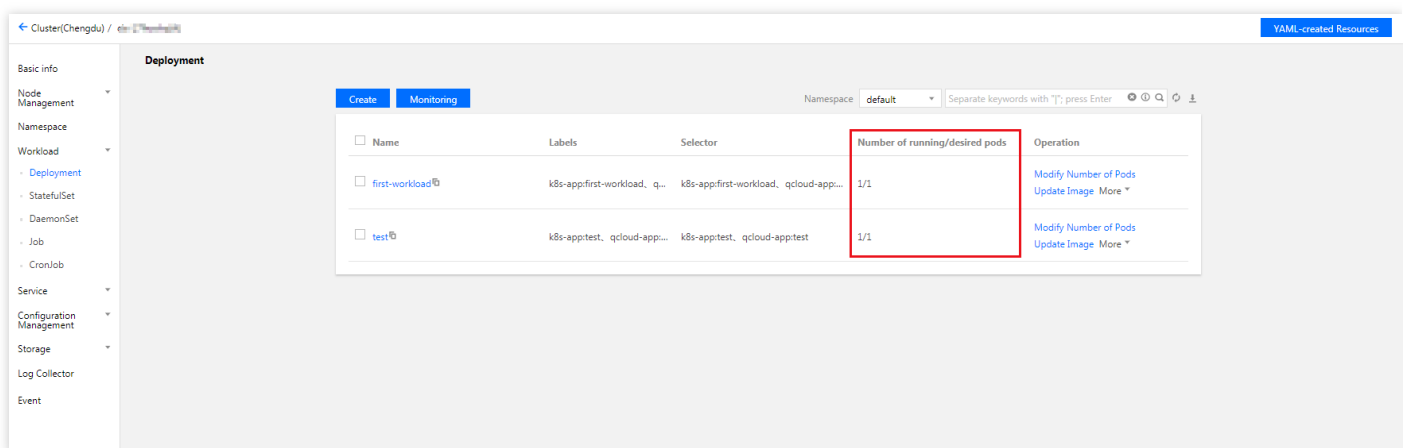 Cluster(Chengdu) /
YAML-created Resources
Basic info
Node
Management
Namespace
Workload
Deployment
StatefulSet
DaemonSet
Job
CronJob
Service
Configuration
Management
Storage
Log Collector
Event
Deployment
Create Monitoring Namespace default Separate keywords with "|"; press Enter
Name Labels Selector Number of running/desired pods Operation
first-workload k8s-app:first-workload、q... k8s-app:first-workload、qcloud-app:... 1/1 Modify Number of Pods
Update Image More
test k8s-app:test、qcloud-app:... k8s-app:test、qcloud-app:test 1/1 Modify Number of Pods
Update Image More